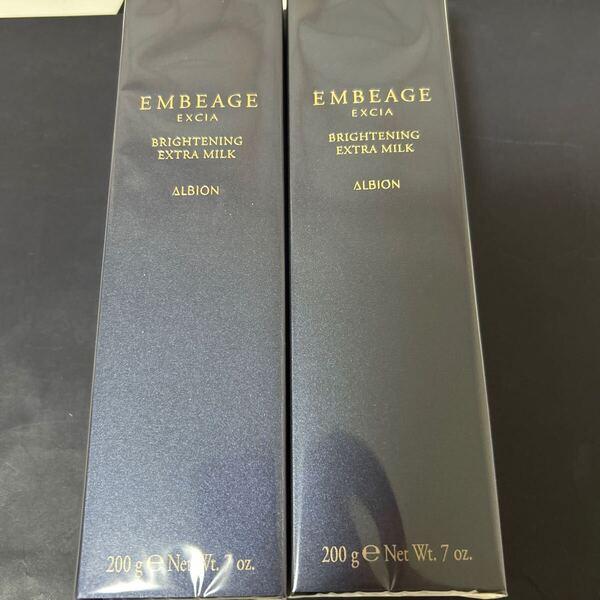 EMBEAGE
EXCIA
BRIGHTENING
EXTRA MILK
ALBION
200 g ℮ Net Wt. 7 oz.
EMBEAGE
EXCIA
BRIGHTENING
EXTRA MILK
ALBION
200 g ℮ Net Wt. 7 oz.